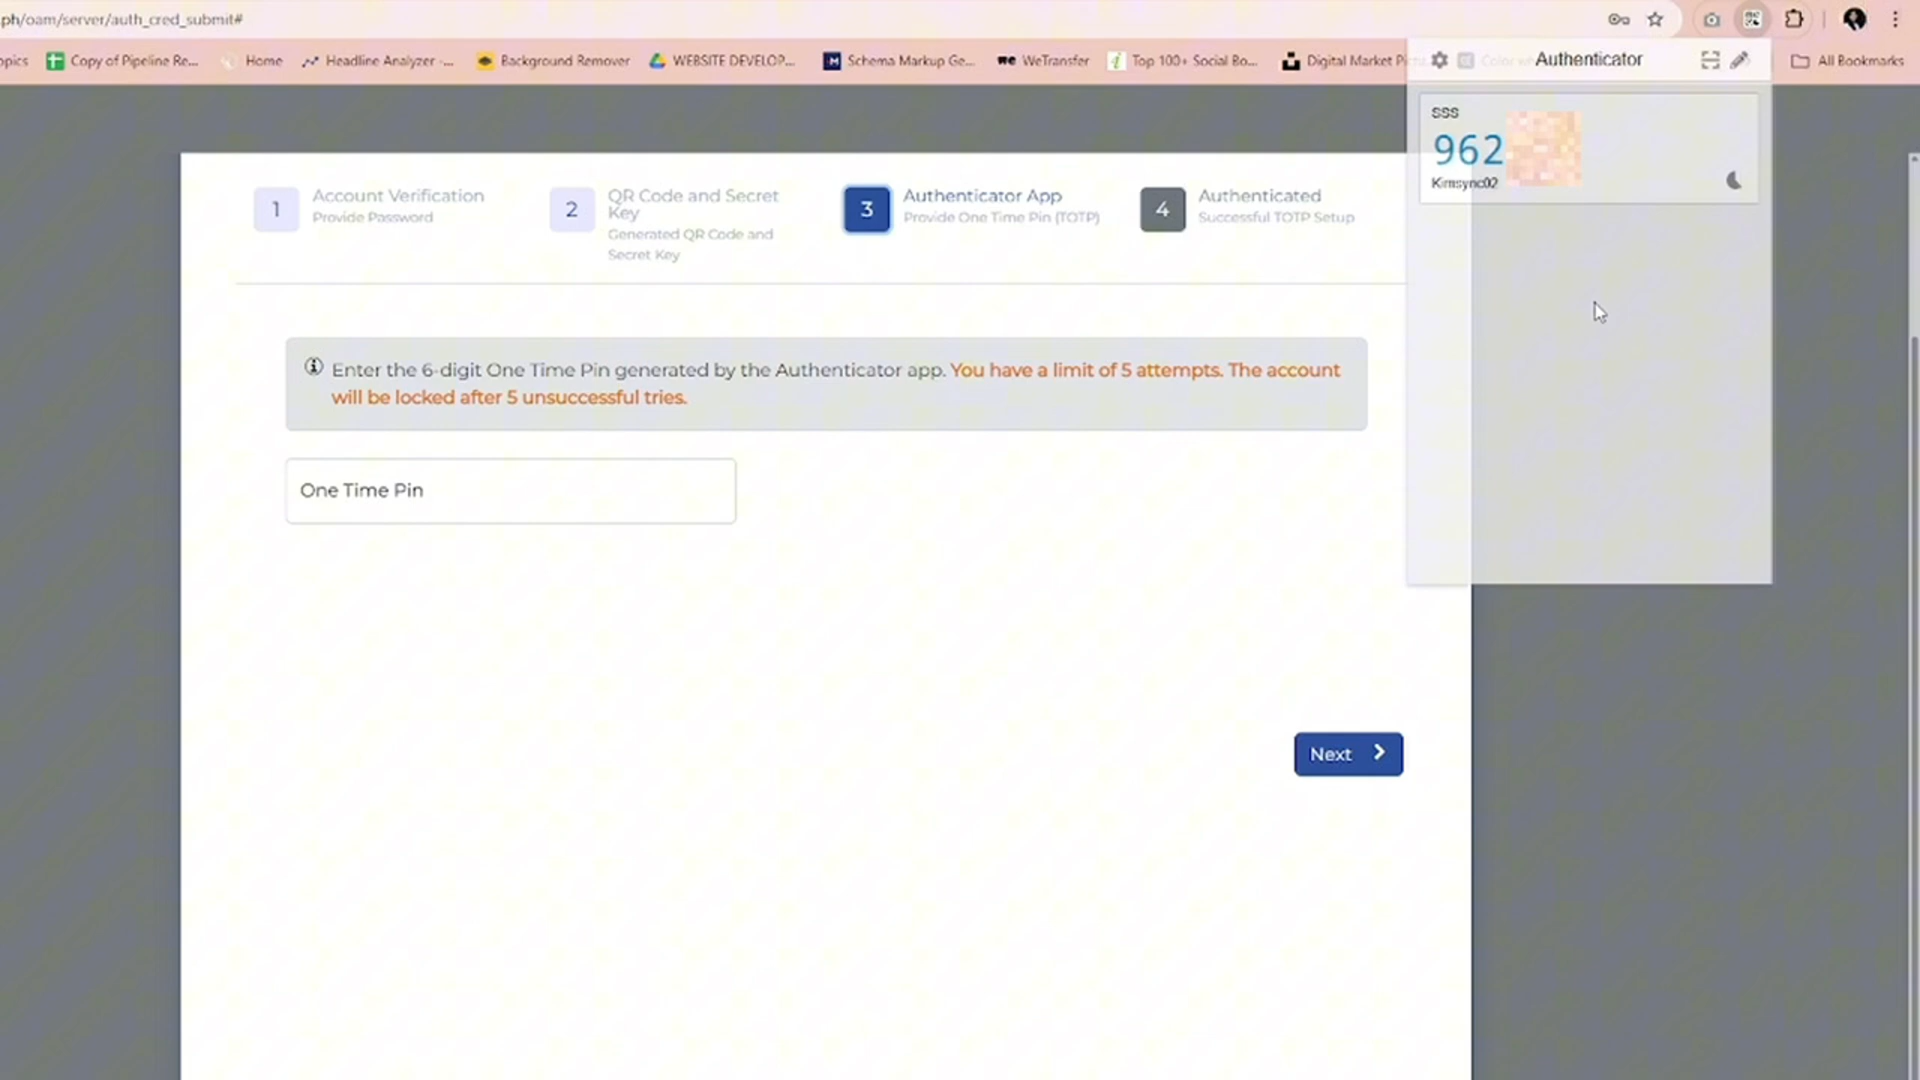 ph/oam/server/auth_cred_submit#
opics
Copy of Pipeline Re...
Home
Headline Analyzer -...
Background Remover
WEBSITE DEVELOP...
Schema Markup Ge...
WeTransfer
Top 100+ Social Bo...
Digital Market Pi
All Bookmarks
Authenticator
sss
962
Kimsync02
1
Account Verification
Provide Password
2
QR Code and Secret
Key
Generated QR Code and
Secret Key
3
Authenticator App
Provide One Time Pin (TOTP)
4
Authenticated
Successful TOTP Setup
Enter the 6-digit One Time Pin generated by the Authenticator app. You have a limit of 5 attempts. The account
will be locked after 5 unsuccessful tries.
One Time Pin
Next